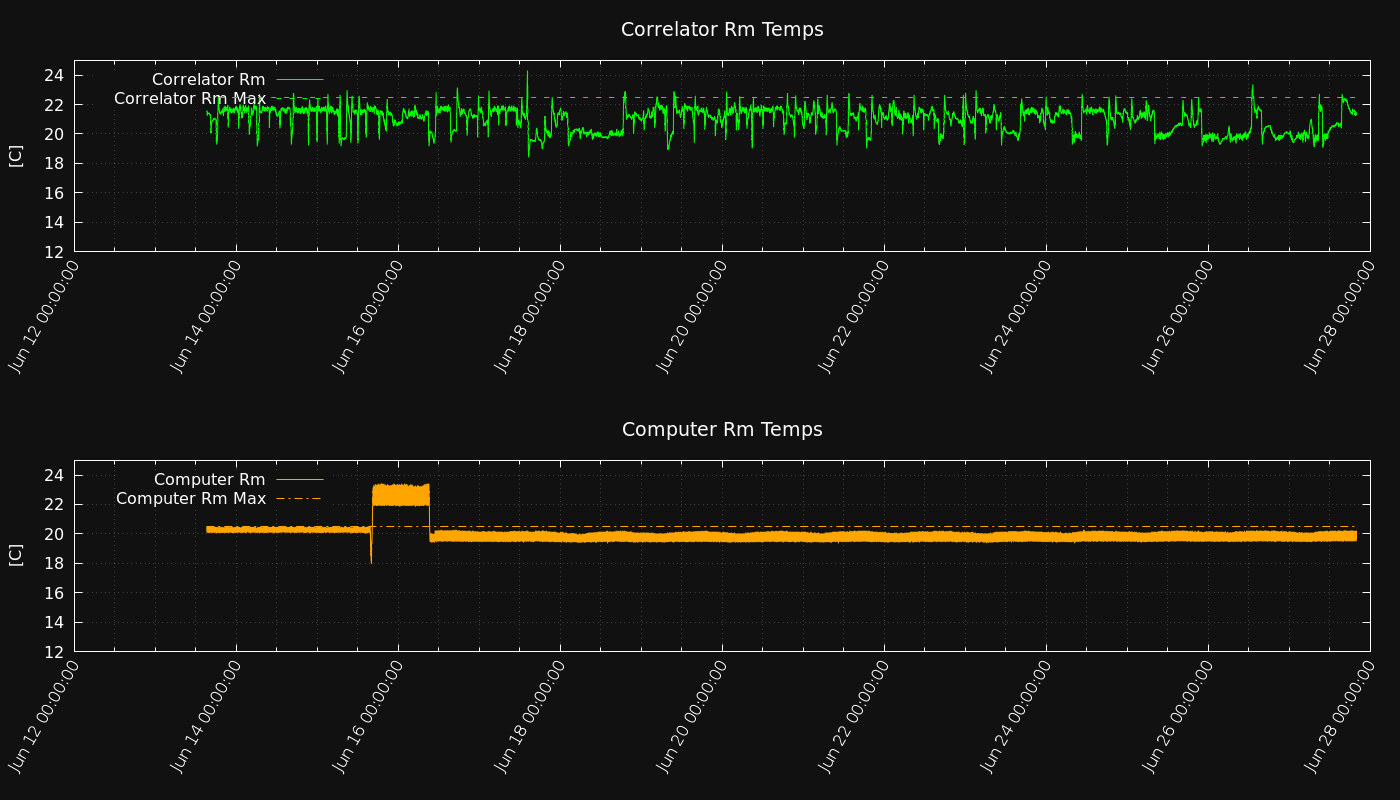 Correlator Rm Temps
Correlator Rm
Correlator Rm Max
24
22
20
18
16
14
12
[C]
Jun 12 00:00:00
Jun 14 00:00:00
Jun 16 00:00:00
Jun 18 00:00:00
Jun 20 00:00:00
Jun 22 00:00:00
Jun 24 00:00:00
Jun 26 00:00:00
Jun 28 00:00:00
Computer Rm Temps
Computer Rm
Computer Rm Max
24
22
20
18
16
14
12
[C]
Jun 12 00:00:00
Jun 14 00:00:00
Jun 16 00:00:00
Jun 18 00:00:00
Jun 20 00:00:00
Jun 22 00:00:00
Jun 24 00:00:00
Jun 26 00:00:00
Jun 28 00:00:00